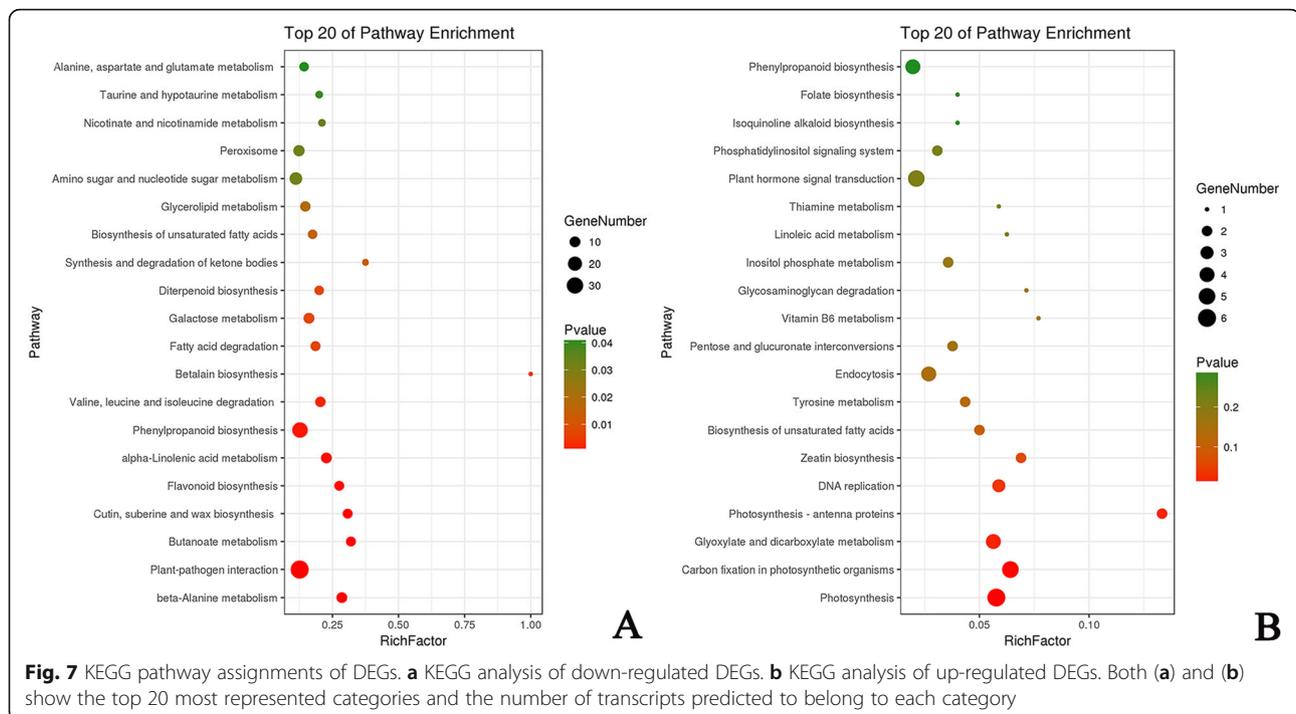 Top 20 of Pathway Enrichment
Alanine, aspartate and glutamate metabolism
Taurine and hypotaurine metabolism
Nicotinate and nicotinamide metabolism
Peroxisome
Amino sugar and nucleotide sugar metabolism
Glycerolipid metabolism
Biosynthesis of unsaturated fatty acids
Synthesis and degradation of ketone bodies
Diterpenoid biosynthesis
Galactose metabolism
Fatty acid degradation
Betalain biosynthesis
Valine, leucine and isoleucine degradation
Phenylpropanoid biosynthesis
alpha-Linolenic acid metabolism
Flavonoid biosynthesis
Cutin, suberine and wax biosynthesis
Butanoate metabolism
Plant-pathogen interaction
beta-Alanine metabolism
Pathway
0.25 0.50 0.75 1.00
RichFactor
GeneNumber
10
20
30
Pvalue
0.04
0.03
0.02
0.01
A
Top 20 of Pathway Enrichment
Phenylpropanoid biosynthesis
Folate biosynthesis
Isoquinoline alkaloid biosynthesis
Phosphatidylinositol signaling system
Plant hormone signal transduction
Thiamine metabolism
Linoleic acid metabolism
Inositol phosphate metabolism
Glycosaminoglycan degradation
Vitamin B6 metabolism
Pentose and glucuronate interconversions
Endocytosis
Tyrosine metabolism
Biosynthesis of unsaturated fatty acids
Zeatin biosynthesis
DNA replication
Photosynthesis - antenna proteins
Glyoxylate and dicarboxylate metabolism
Carbon fixation in photosynthetic organisms
Photosynthesis
Pathway
0.05 0.10
RichFactor
GeneNumber
1
2
3
4
5
6
Pvalue
0.2
0.1
B
Fig. 7 KEGG pathway assignments of DEGs. a KEGG analysis of down-regulated DEGs. b KEGG analysis of up-regulated DEGs. Both (a) and (b)
show the top 20 most represented categories and the number of transcripts predicted to belong to each category